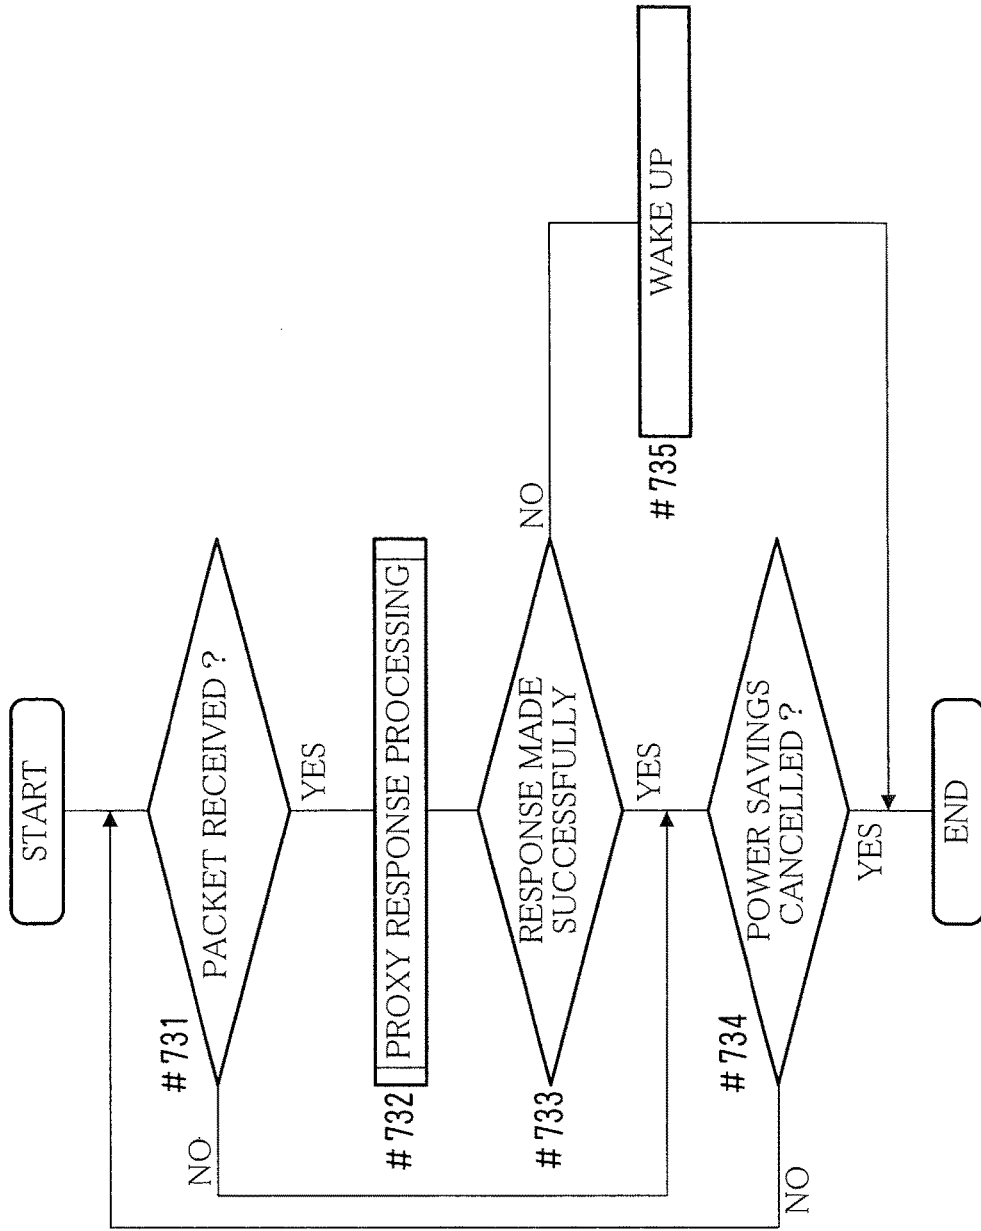 START
#731
PACKET RECEIVED ?
NO
YES
#732
PROXY RESPONSE PROCESSING
#733
RESPONSE MADE
SUCCESSFULLY
NO
YES
#735
WAKE UP
#734
POWER SAVINGS
CANCELLED ?
NO
YES
END